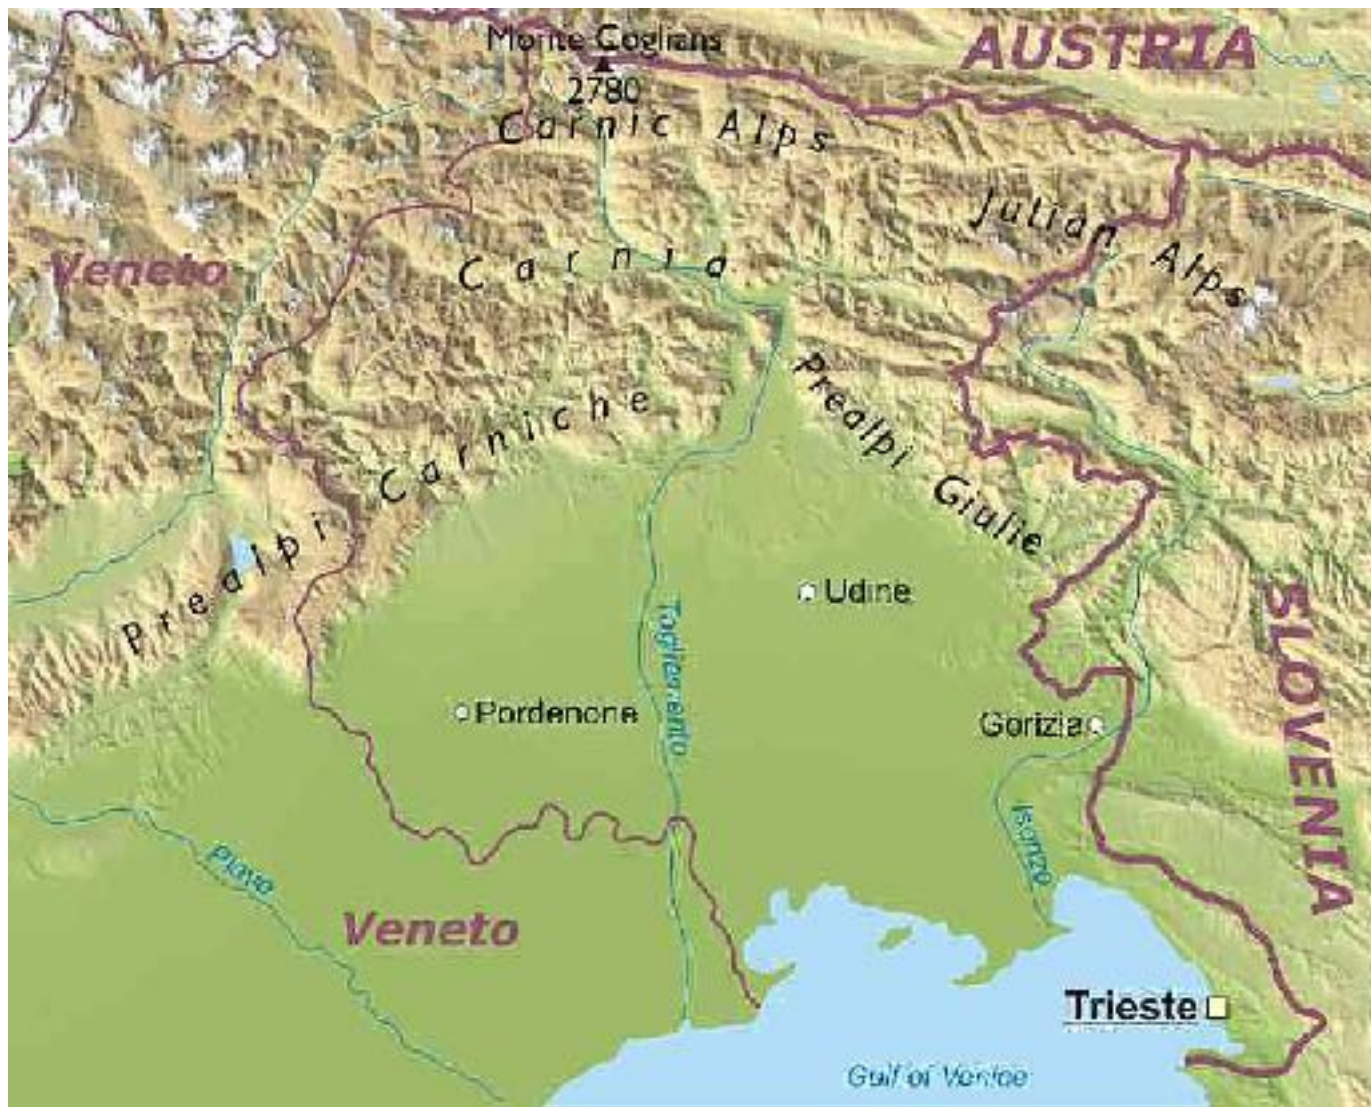 Monte Coglians
AUSTRIA
2780
Carnic Alps
Julian Alps
Veneto
Carnia
Prealpi Carniche
Prealpi Giulie
Udine
SLOVENIA
Tagliamento
Pordenone
Gorizia
Isonzo
Piave
Veneto
Trieste
Gulf of Venice